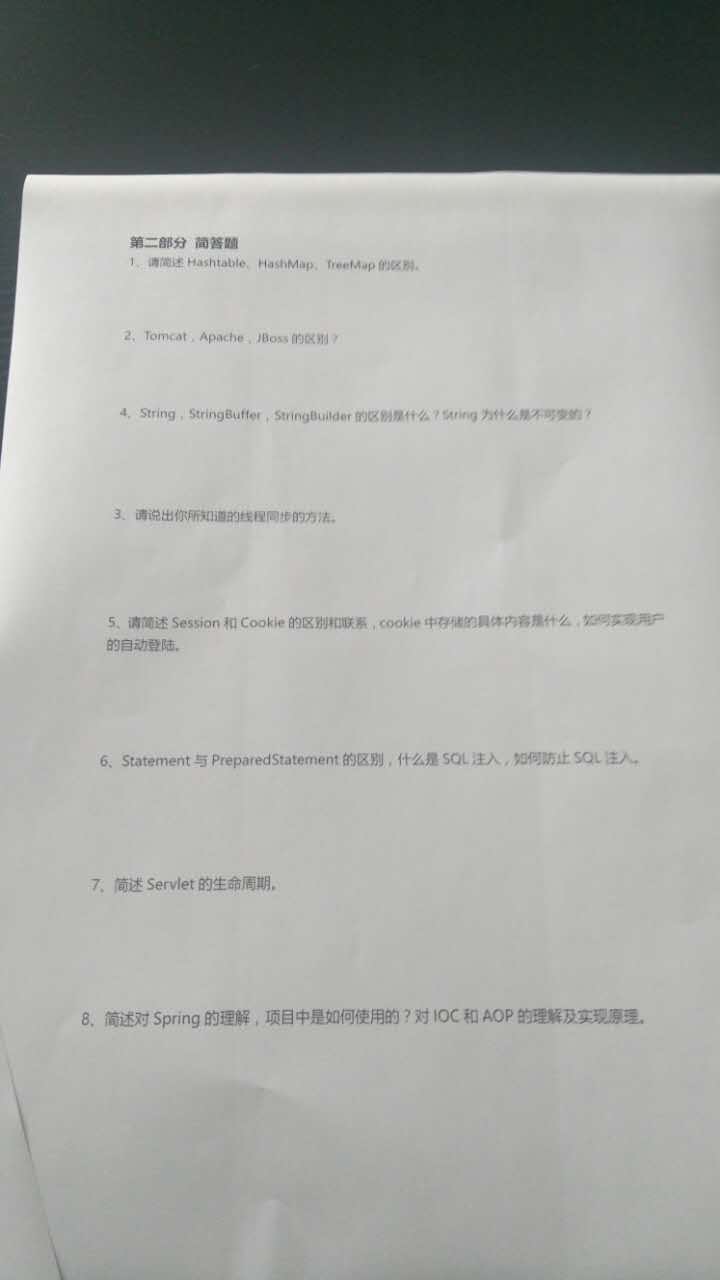 第二部分 简答题
1、请简述 Hashtable、HashMap、TreeMap 的区别。
2、Tomcat，Apache，JBoss 的区别？
4、String，StringBuffer，StringBuilder 的区别是什么？String 为什么是不可变的？
3、请说出你所知道的线程同步的方法。
5、请简述 Session 和 Cookie 的区别和联系，cookie 中存储的具体内容是什么，如何实现用户
的自动登陆。
6、Statement 与 PreparedStatement 的区别，什么是 SQL 注入，如何防止 SQL 注入。
7、简述 Servlet 的生命周期。
8、简述对 Spring 的理解，项目中是如何使用的？对 IOC 和 AOP 的理解及实现原理。